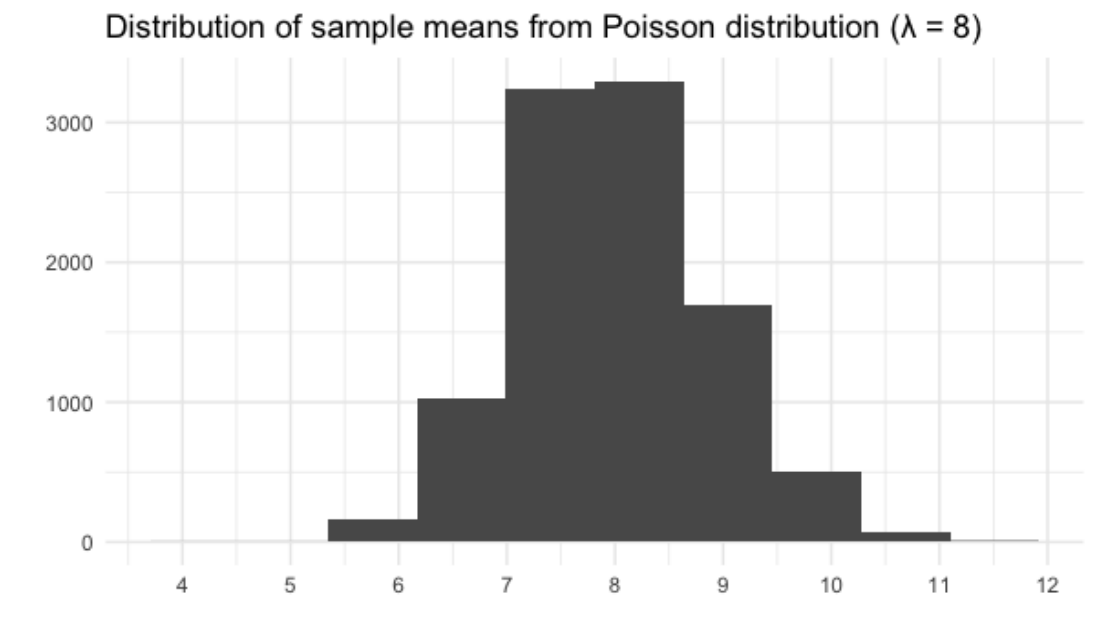 Distribution of sample means from Poisson distribution (λ = 8)
3000
2000
1000
0
4 5 6 7 8 9 10 11 12